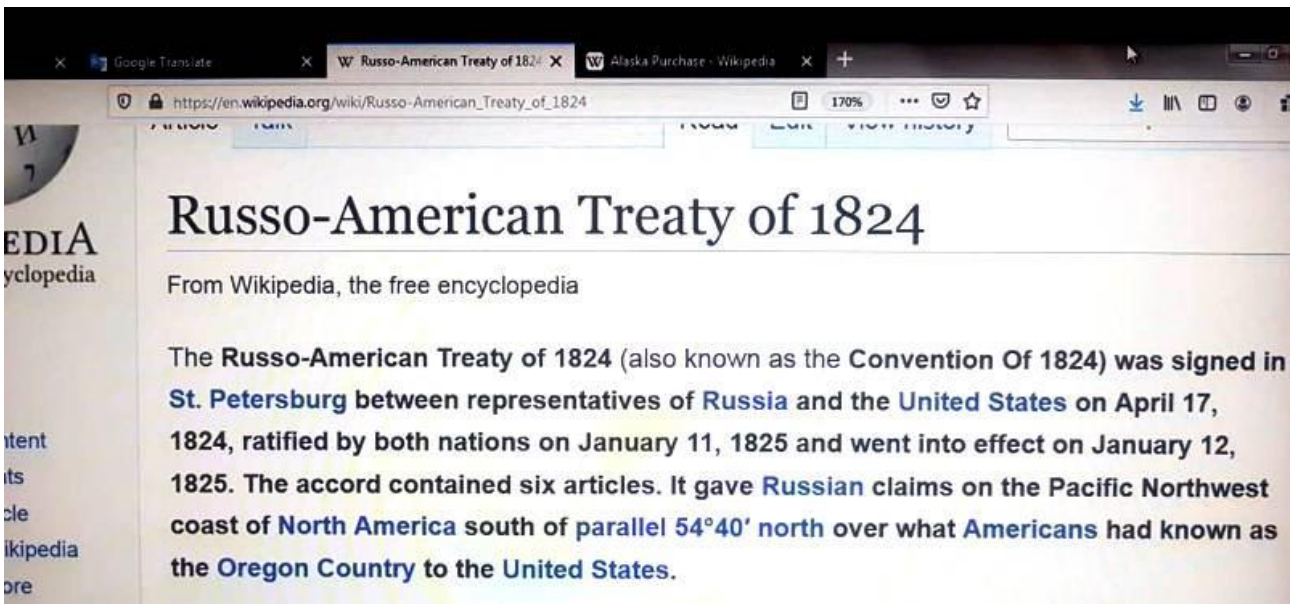 Google Translate
Russo-American Treaty of 1824
Alaska Purchase - Wikipedia
https://en.wikipedia.org/wiki/Russo-American_Treaty_of_1824
170%
Talk
Read Edit View history
EDIA
yclopedia
Russo-American Treaty of 1824
From Wikipedia, the free encyclopedia
The Russo-American Treaty of 1824 (also known as the Convention Of 1824) was signed in
St. Petersburg between representatives of Russia and the United States on April 17,
1824, ratified by both nations on January 11, 1825 and went into effect on January 12,
1825. The accord contained six articles. It gave Russian claims on the Pacific Northwest
coast of North America south of parallel 54°40′ north over what Americans had known as
the Oregon Country to the United States.
ntent
nts
cle
ikipedia
ore